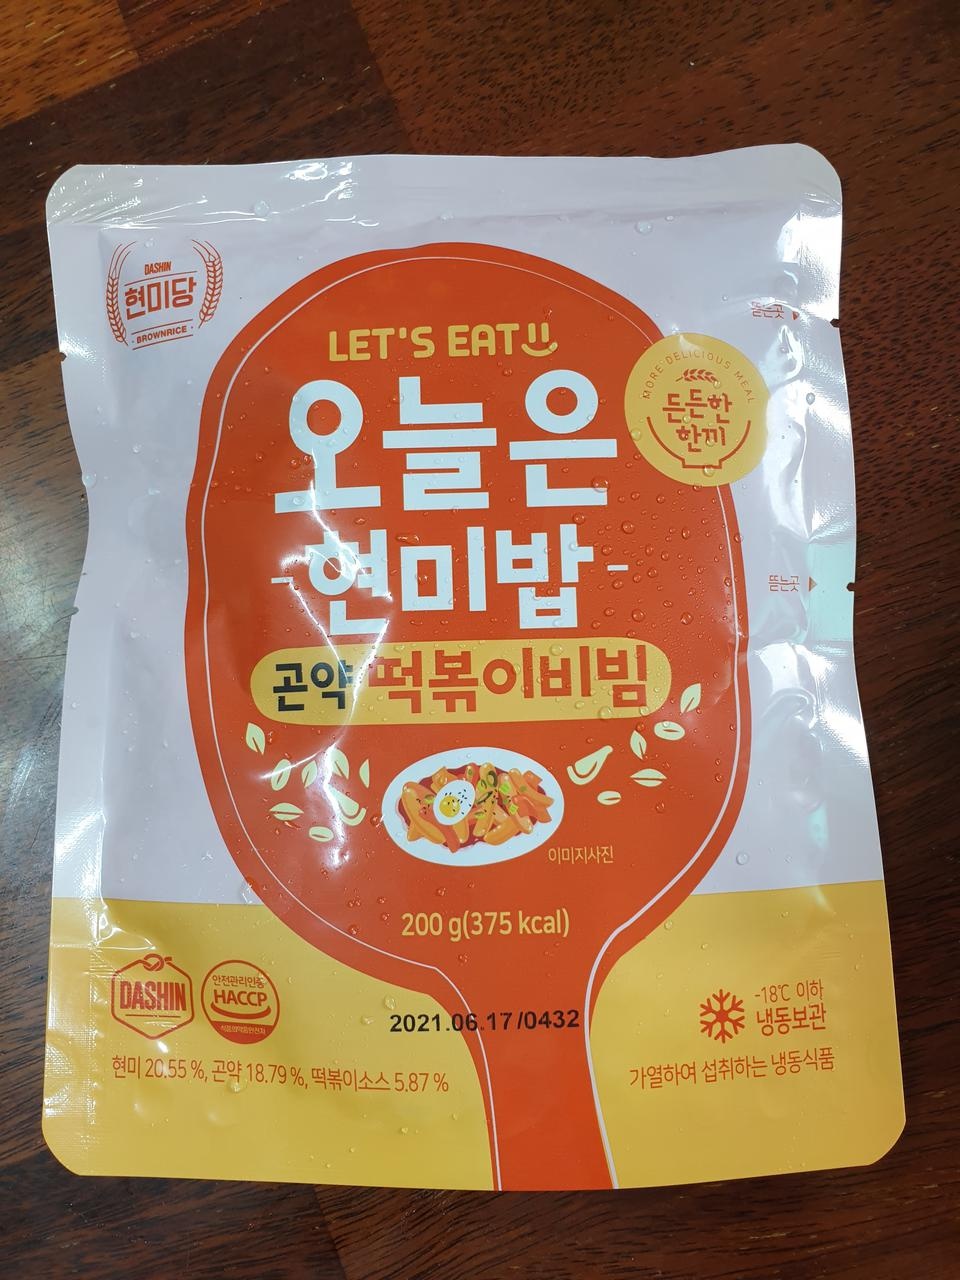 DASHIN
현미당
BROWNRICE
LET'S EAT
오늘은
-현미밥-
곤약 떡볶이비빔
MORE DELICIOUS MEAL
든든한
한끼
뜯는곳
뜯는곳
이미지사진
200 g(375 kcal)
2021.06.17/0432
DASHIN
안전관리인증
HACCP
식품의약품안전처
-18℃ 이하
냉동보관
현미 20.55 %, 곤약 18.79 %, 떡볶이소스 5.87 %
가열하여 섭취하는 냉동식품